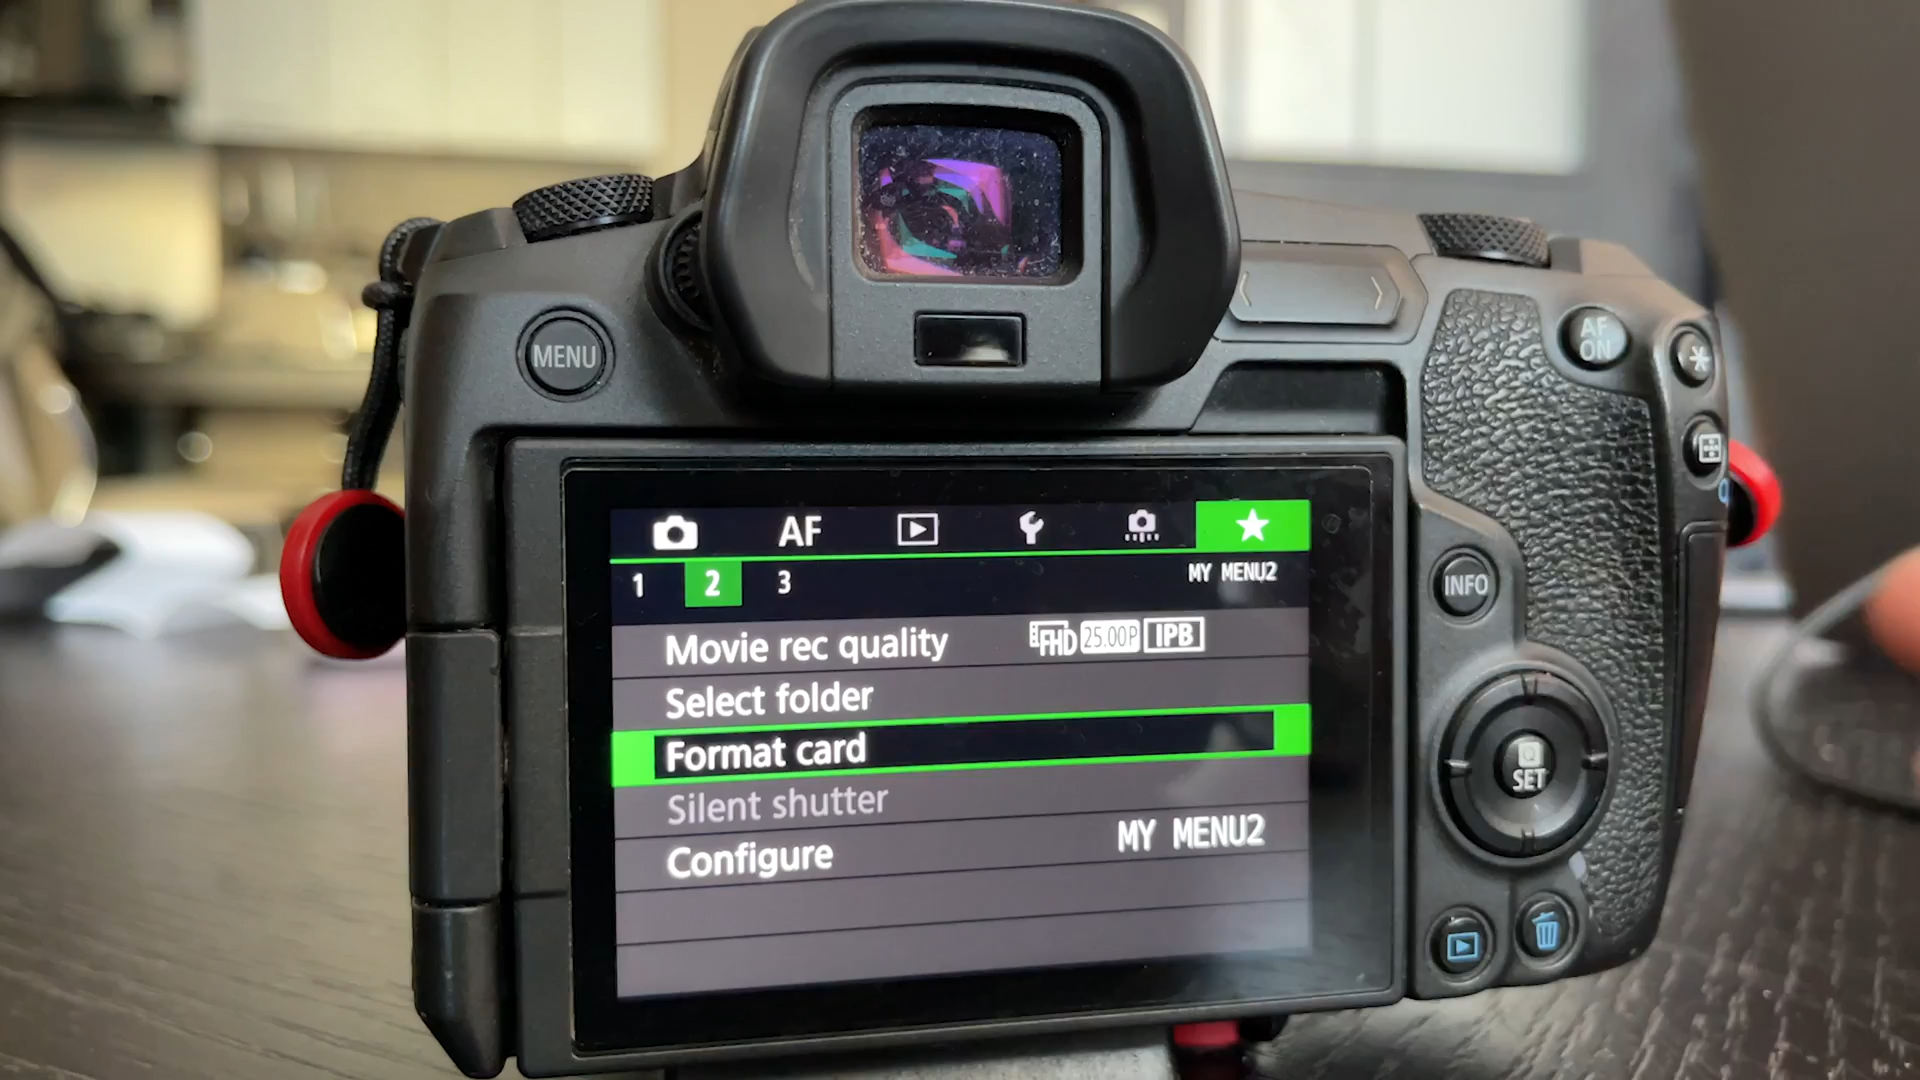 MENU
AF
ON
AF
1 2 3 MY MENU2
Movie rec quality FHD 25.00P IPB
Select folder
Format card
Silent shutter
Configure MY MENU2
INFO
Q
SET